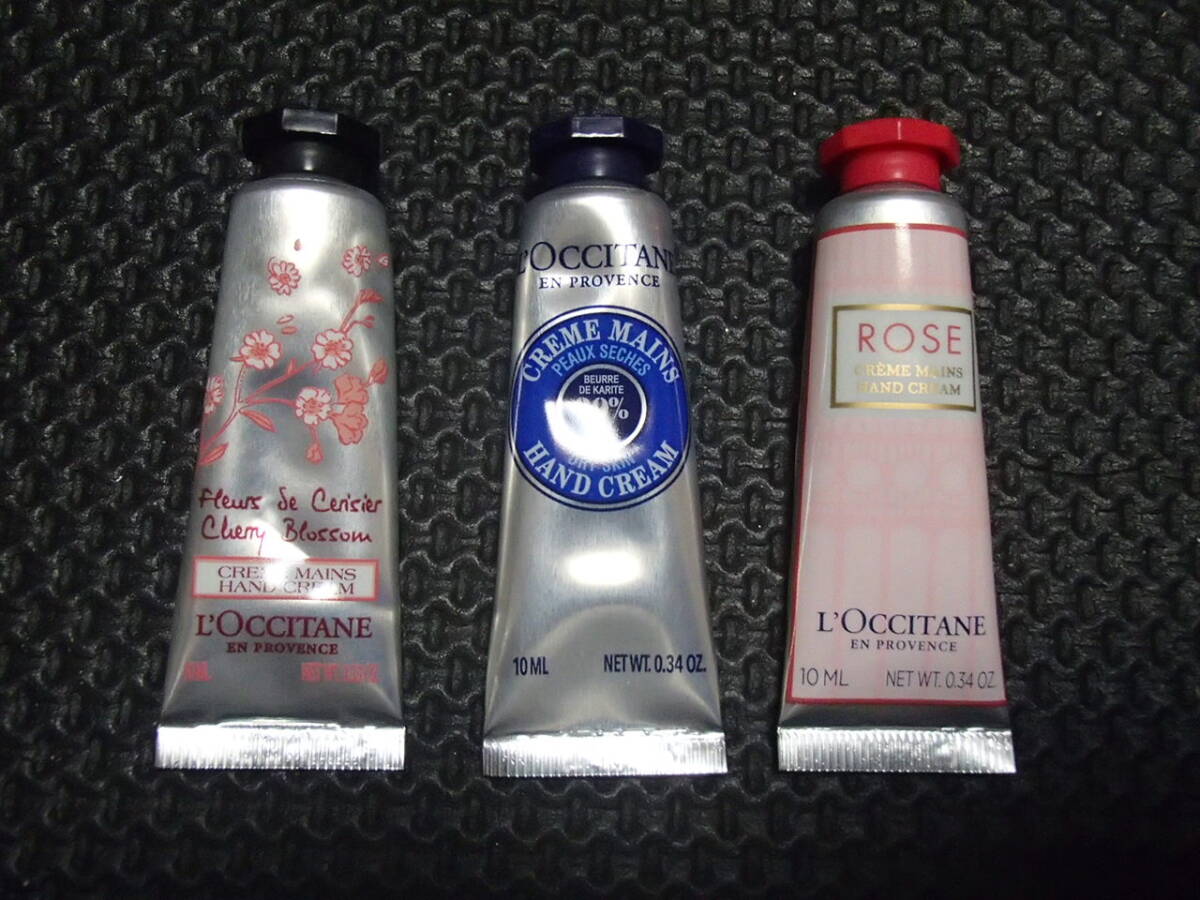 Fleurs de Cerisier
Cherry Blossom
CREME MAINS
HAND CREAM
L'OCCITANE
EN PROVENCE
L'OCCITANE
EN PROVENCE
CREME MAINS
PEAUX SECHES
BEURRE
DE KARITE
DRY SKIN
HAND CREAM
10 ML NET WT. 0.34 OZ.
ROSE
CRÈME MAINS
HAND CREAM
L'OCCITANE
EN PROVENCE
10 ML NET WT. 0.34 OZ.